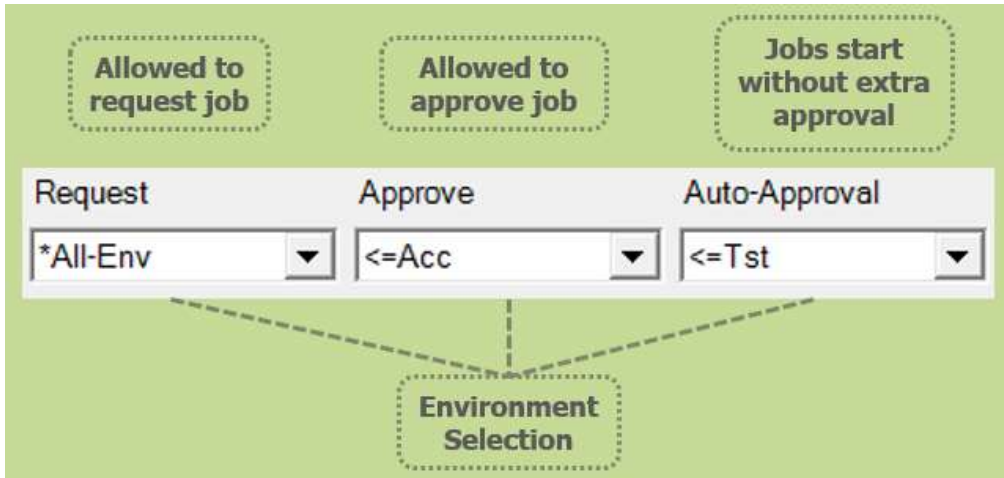 Allowed to
request job
Allowed to
approve job
Jobs start
without extra
approval
Request
Approve
Auto-Approval
*All-Env
<=Acc
<=Tst
Environment
Selection